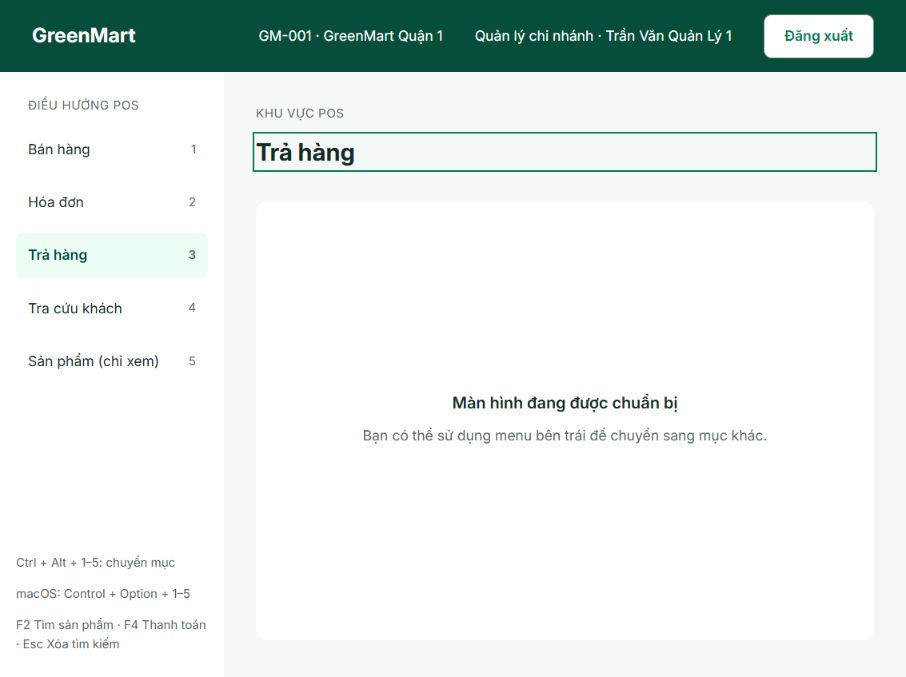 GreenMart
GM-001 · GreenMart Quận 1
Quản lý chi nhánh · Trần Văn Quản Lý 1
Đăng xuất
ĐIỀU HƯỚNG POS
Bán hàng 1
Hóa đơn 2
Trả hàng 3
Tra cứu khách 4
Sản phẩm (chỉ xem) 5
Ctrl + Alt + 1–5: chuyển mục
macOS: Control + Option + 1–5
F2 Tìm sản phẩm · F4 Thanh toán
· Esc Xóa tìm kiếm
KHU VỰC POS
Trả hàng
Màn hình đang được chuẩn bị
Bạn có thể sử dụng menu bên trái để chuyển sang mục khác.